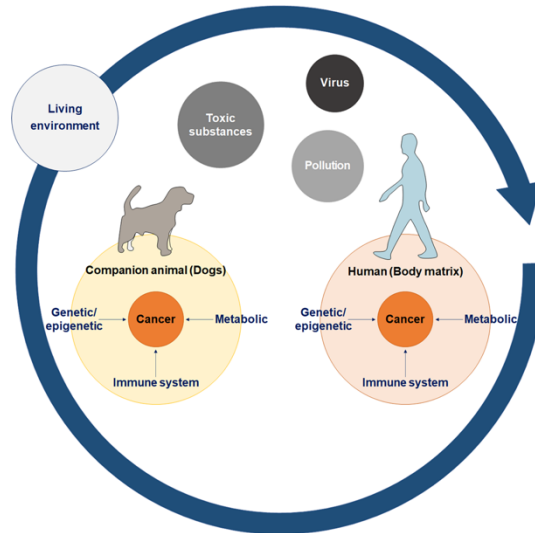 Virus
Living
environment
Toxic
substances
Pollution
Companion animal (Dogs)
Human (Body matrix)
Genetic/
epigenetic
Cancer
Metabolic
Immune system
Genetic/
epigenetic
Cancer
Metabolic
Immune system